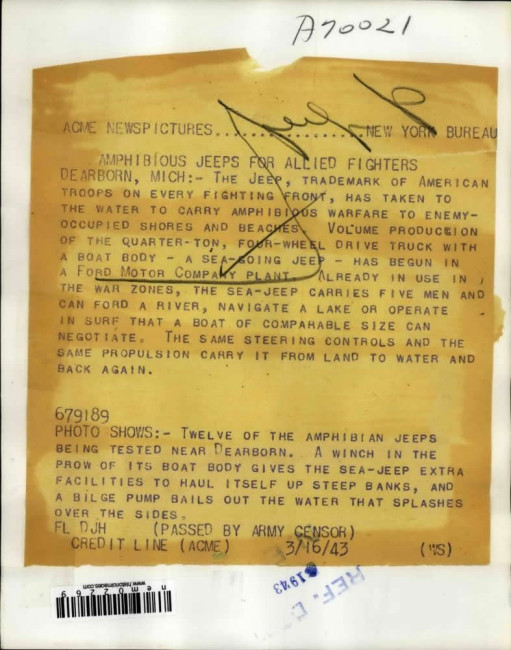 A70021
ACME NEWSPICTURES..................NEW YORK BUREAU
AMPHIBIOUS JEEPS FOR ALLIED FIGHTERS
DEARBORN, MICH:- THE JEEP, TRADEMARK OF AMERICAN
TROOPS ON EVERY FIGHTING FRONT, HAS TAKEN TO
THE WATER TO CARRY AMPHIBIOUS WARFARE TO ENEMY-
OCCUPIED SHORES AND BEACHES. VOLUME PRODUCTION
OF THE QUARTER-TON, FOUR-WHEEL DRIVE TRUCK WITH
A BOAT BODY - A SEA-GOING JEEP - HAS BEGUN IN
A FORD MOTOR COMPANY PLANT. ALREADY IN USE IN
THE WAR ZONES, THE SEA-JEEP CARRIES FIVE MEN AND
CAN FORD A RIVER, NAVIGATE A LAKE OR OPERATE
IN SURF THAT A BOAT OF COMPARABLE SIZE CAN
NEGOTIATE. THE SAME STEERING CONTROLS AND THE
SAME PROPULSION CARRY IT FROM LAND TO WATER AND
BACK AGAIN.
679189
PHOTO SHOWS:- TWELVE OF THE AMPHIBIAN JEEPS
BEING TESTED NEAR DEARBORN. A WINCH IN THE
PROW OF ITS BOAT BODY GIVES THE SEA-JEEP EXTRA
FACILITIES TO HAUL ITSELF UP STEEP BANKS, AND
A BILGE PUMP BAILS OUT THE WATER THAT SPLASHES
OVER THE SIDES.
FL DJH (PASSED BY ARMY CENSOR)
CREDIT LINE (ACME) 3/16/43 (WS)
1943
REF.
www.historicimages.com